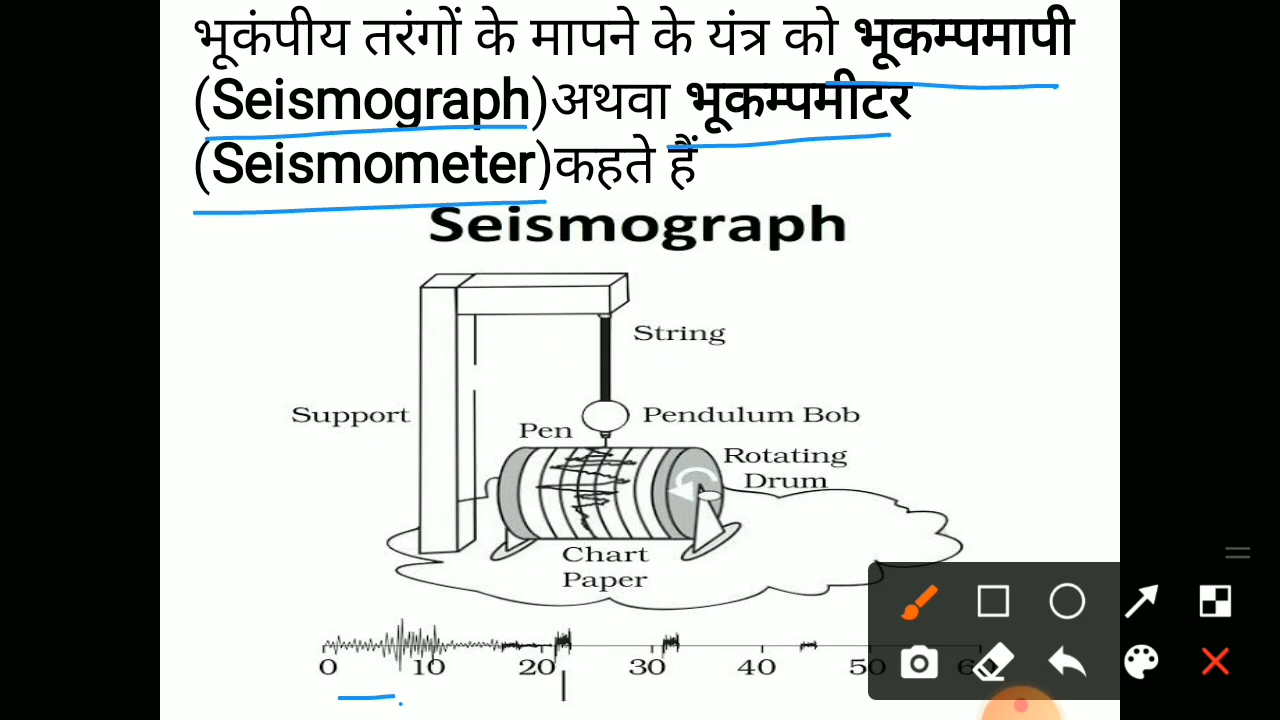 भूकंपीय तरंगों के मापने के यंत्र को भूकम्पमापी
(Seismograph)अथवा भूकम्पमीटर
(Seismometer)कहते हैं
Seismograph
String
Support
Pendulum Bob
Pen
Rotating
Drum
Chart
Paper
0 10 20 30 40 50 60